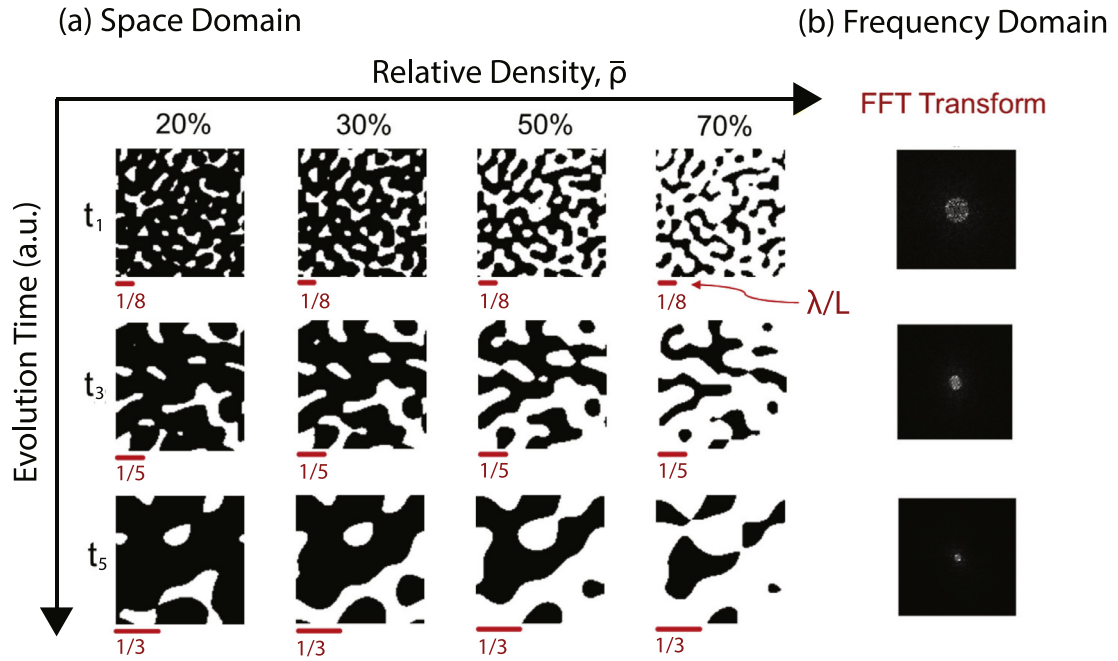 (a) Space Domain
(b) Frequency Domain
Relative Density, ρ̄
FFT Transform
20% 30% 50% 70%
Evolution Time (a.u.)
t₁
1/8 1/8 1/8 1/8
λ/L
t₃
1/5 1/5 1/5 1/5
t₅
1/3 1/3 1/3 1/3